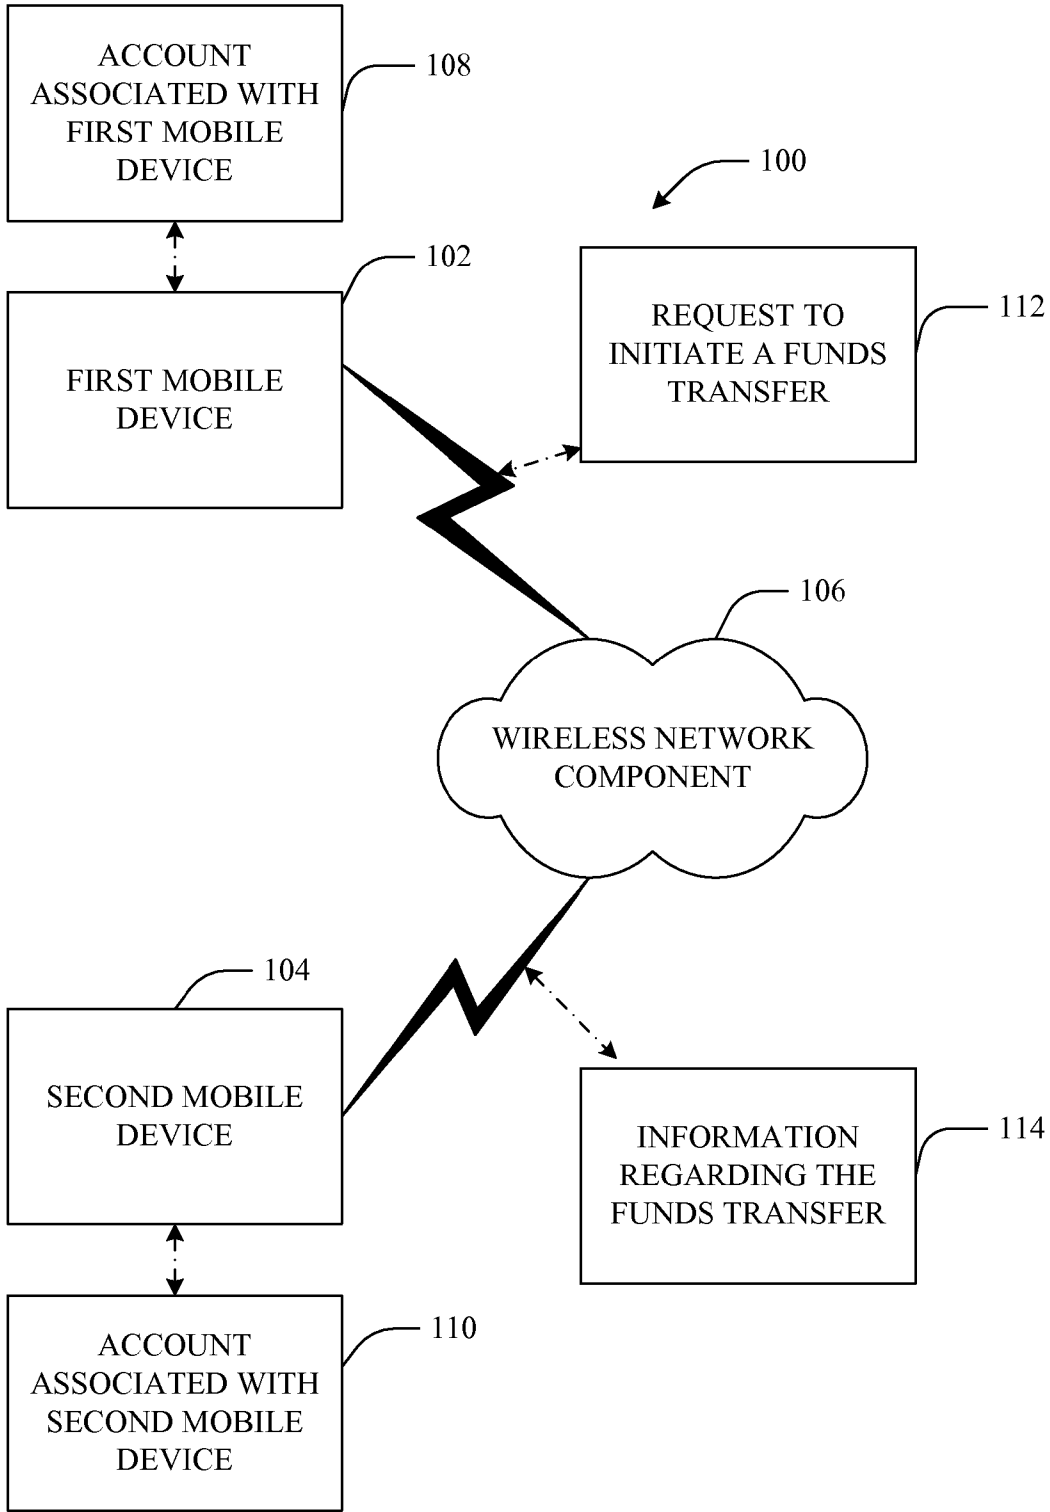 ACCOUNT
ASSOCIATED WITH
FIRST MOBILE
DEVICE
108
100
102
FIRST MOBILE
DEVICE
REQUEST TO
INITIATE A FUNDS
TRANSFER
112
106
WIRELESS NETWORK
COMPONENT
104
SECOND MOBILE
DEVICE
INFORMATION
REGARDING THE
FUNDS TRANSFER
114
110
ACCOUNT
ASSOCIATED WITH
SECOND MOBILE
DEVICE